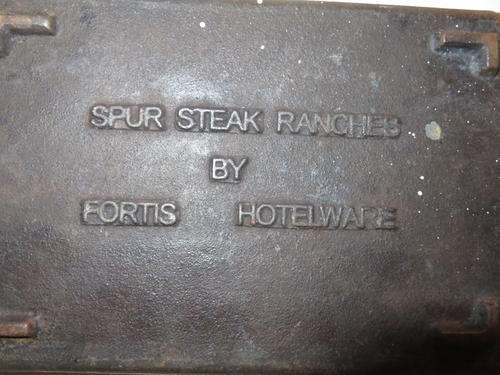 SPUR STEAK RANCHES
BY
FORTIS HOTELWARE